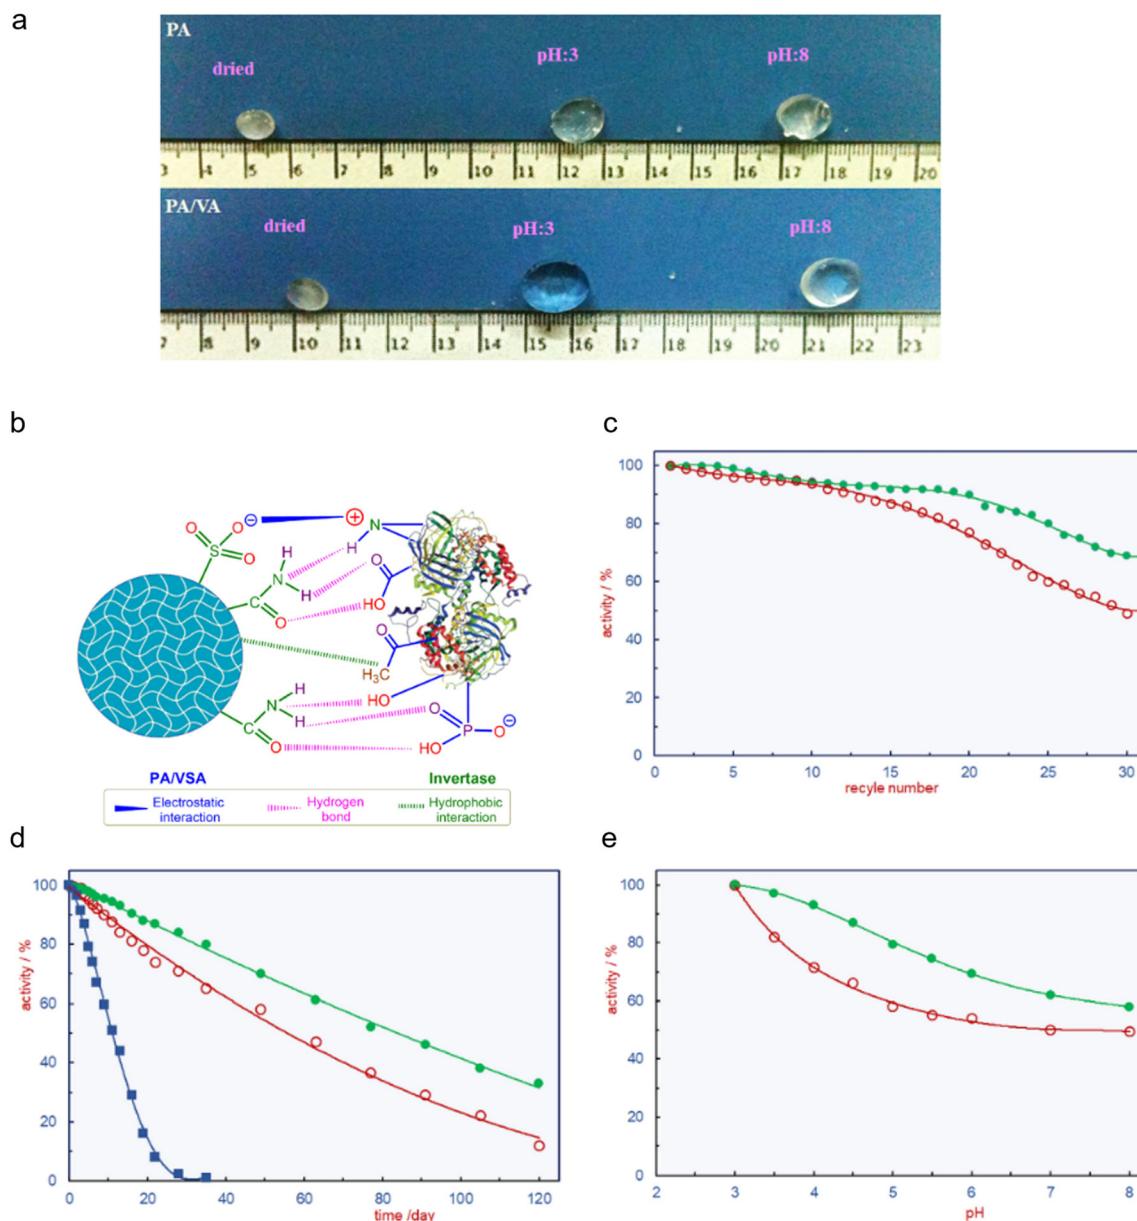 a
PA
dried
pH:3
pH:8
3 4 5 6 7 8 9 10 11 12 13 14 15 16 17 18 19 20
PA/VA
dried
pH:3
pH:8
7 8 9 10 11 12 13 14 15 16 17 18 19 20 21 22 23
b
O ⊖ ⊕ N
O S O H H
N O
H
C O HO
O
H₃C
H
N HO
H O ⊖
C O P O
HO
PA/VSA Invertase
Electrostatic interaction
Hydrogen bond
Hydrophobic interaction
c
100
80
60
40
20
0
activity / %
0 5 10 15 20 25 30
recyle number
d
100
80
60
40
20
0
activity / %
0 20 40 60 80 100 120
time /day
e
100
80
60
40
20
0
activity / %
2 3 4 5 6 7 8
pH